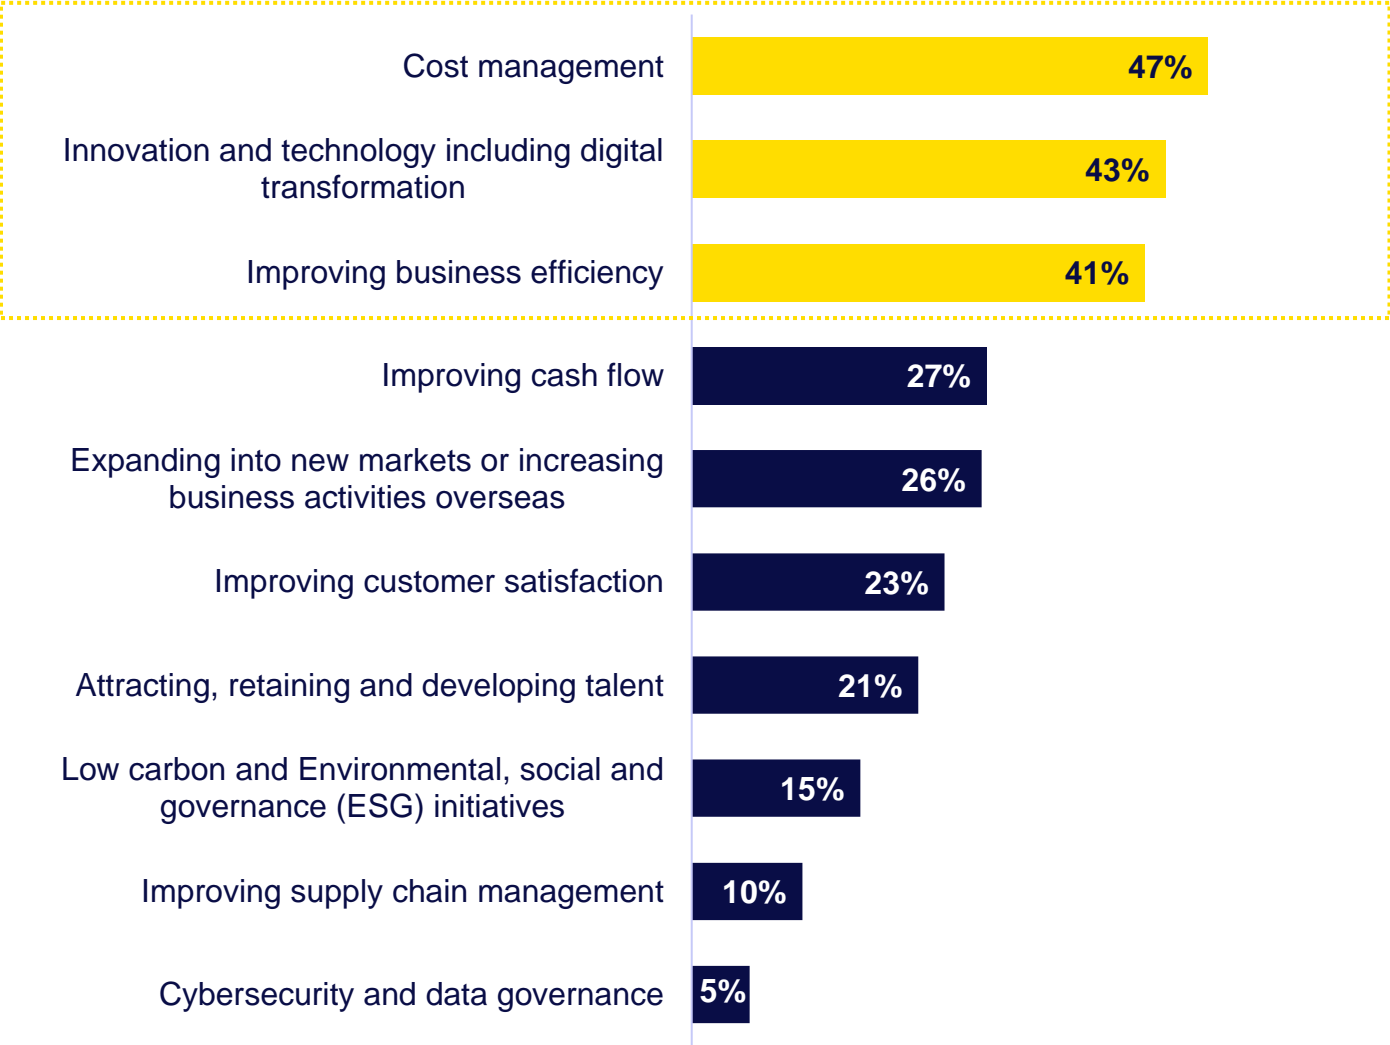 Cost management
47%
Innovation and technology including digital
transformation
43%
Improving business efficiency
41%
Improving cash flow
27%
Expanding into new markets or increasing
business activities overseas
26%
Improving customer satisfaction
23%
Attracting, retaining and developing talent
21%
Low carbon and Environmental, social and
governance (ESG) initiatives
15%
Improving supply chain management
10%
Cybersecurity and data governance
5%